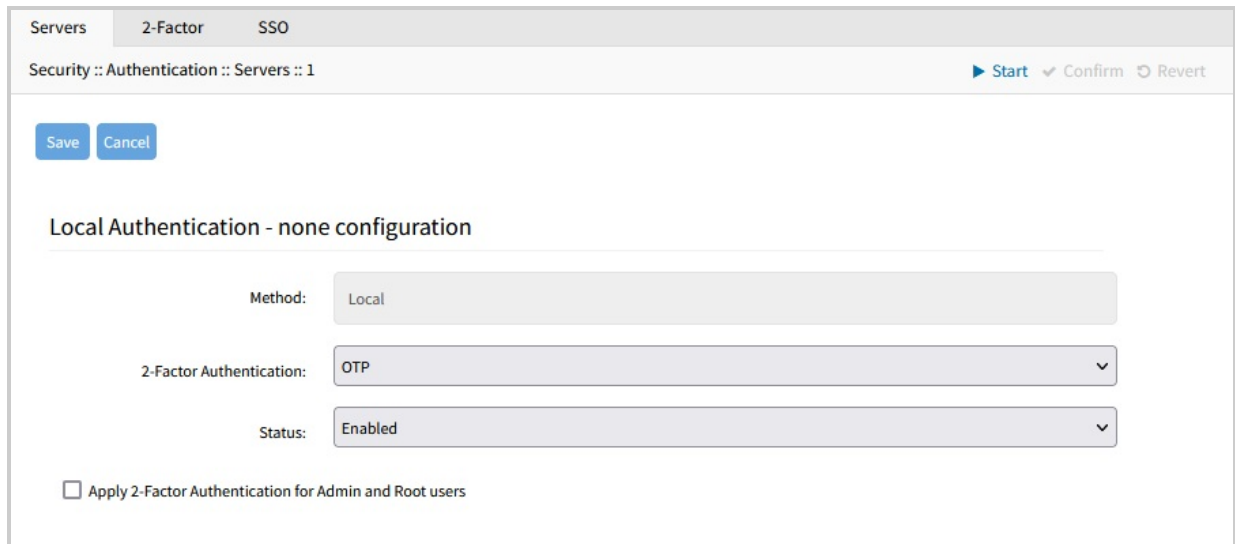 Servers 2-Factor SSO
Security :: Authentication :: Servers :: 1 Start Confirm Revert
Save Cancel
Local Authentication - none configuration
Method: Local
2-Factor Authentication: OTP
Status: Enabled
Apply 2-Factor Authentication for Admin and Root users